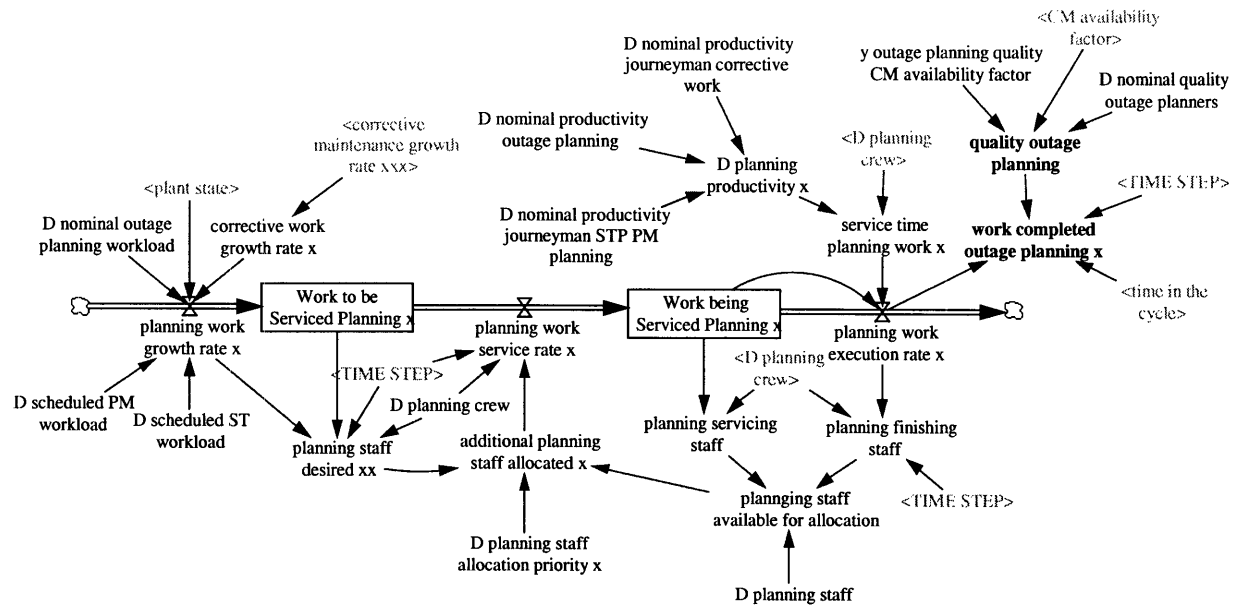 <CM availability
factor>
D nominal productivity
journeyman corrective
work
y outage planning quality
CM availability factor
D nominal quality
outage planners
D nominal productivity
outage planning
<corrective
maintenance growth
rate xxx>
<D planning
crew>
quality outage
planning
D planning
productivity x
<plant state>
<TIME STEP>
D nominal outage
planning workload
corrective work
growth rate x
D nominal productivity
journeyman STP PM
planning
service time
planning work x
work completed
outage planning x
Work to be
Serviced Planning x
Work being
Serviced Planning x
<time in the
cycle>
planning work
growth rate x
planning work
service rate x
planning work
execution rate x
<TIME STEP>
<D planning
crew>
D scheduled PM
workload
D scheduled ST
workload
D planning crew
planning staff
desired xx
additional planning
staff allocated x
planning servicing
staff
planning finishing
staff
plannging staff
available for allocation
<TIME STEP>
D planning staff
allocation priority x
D planning staff